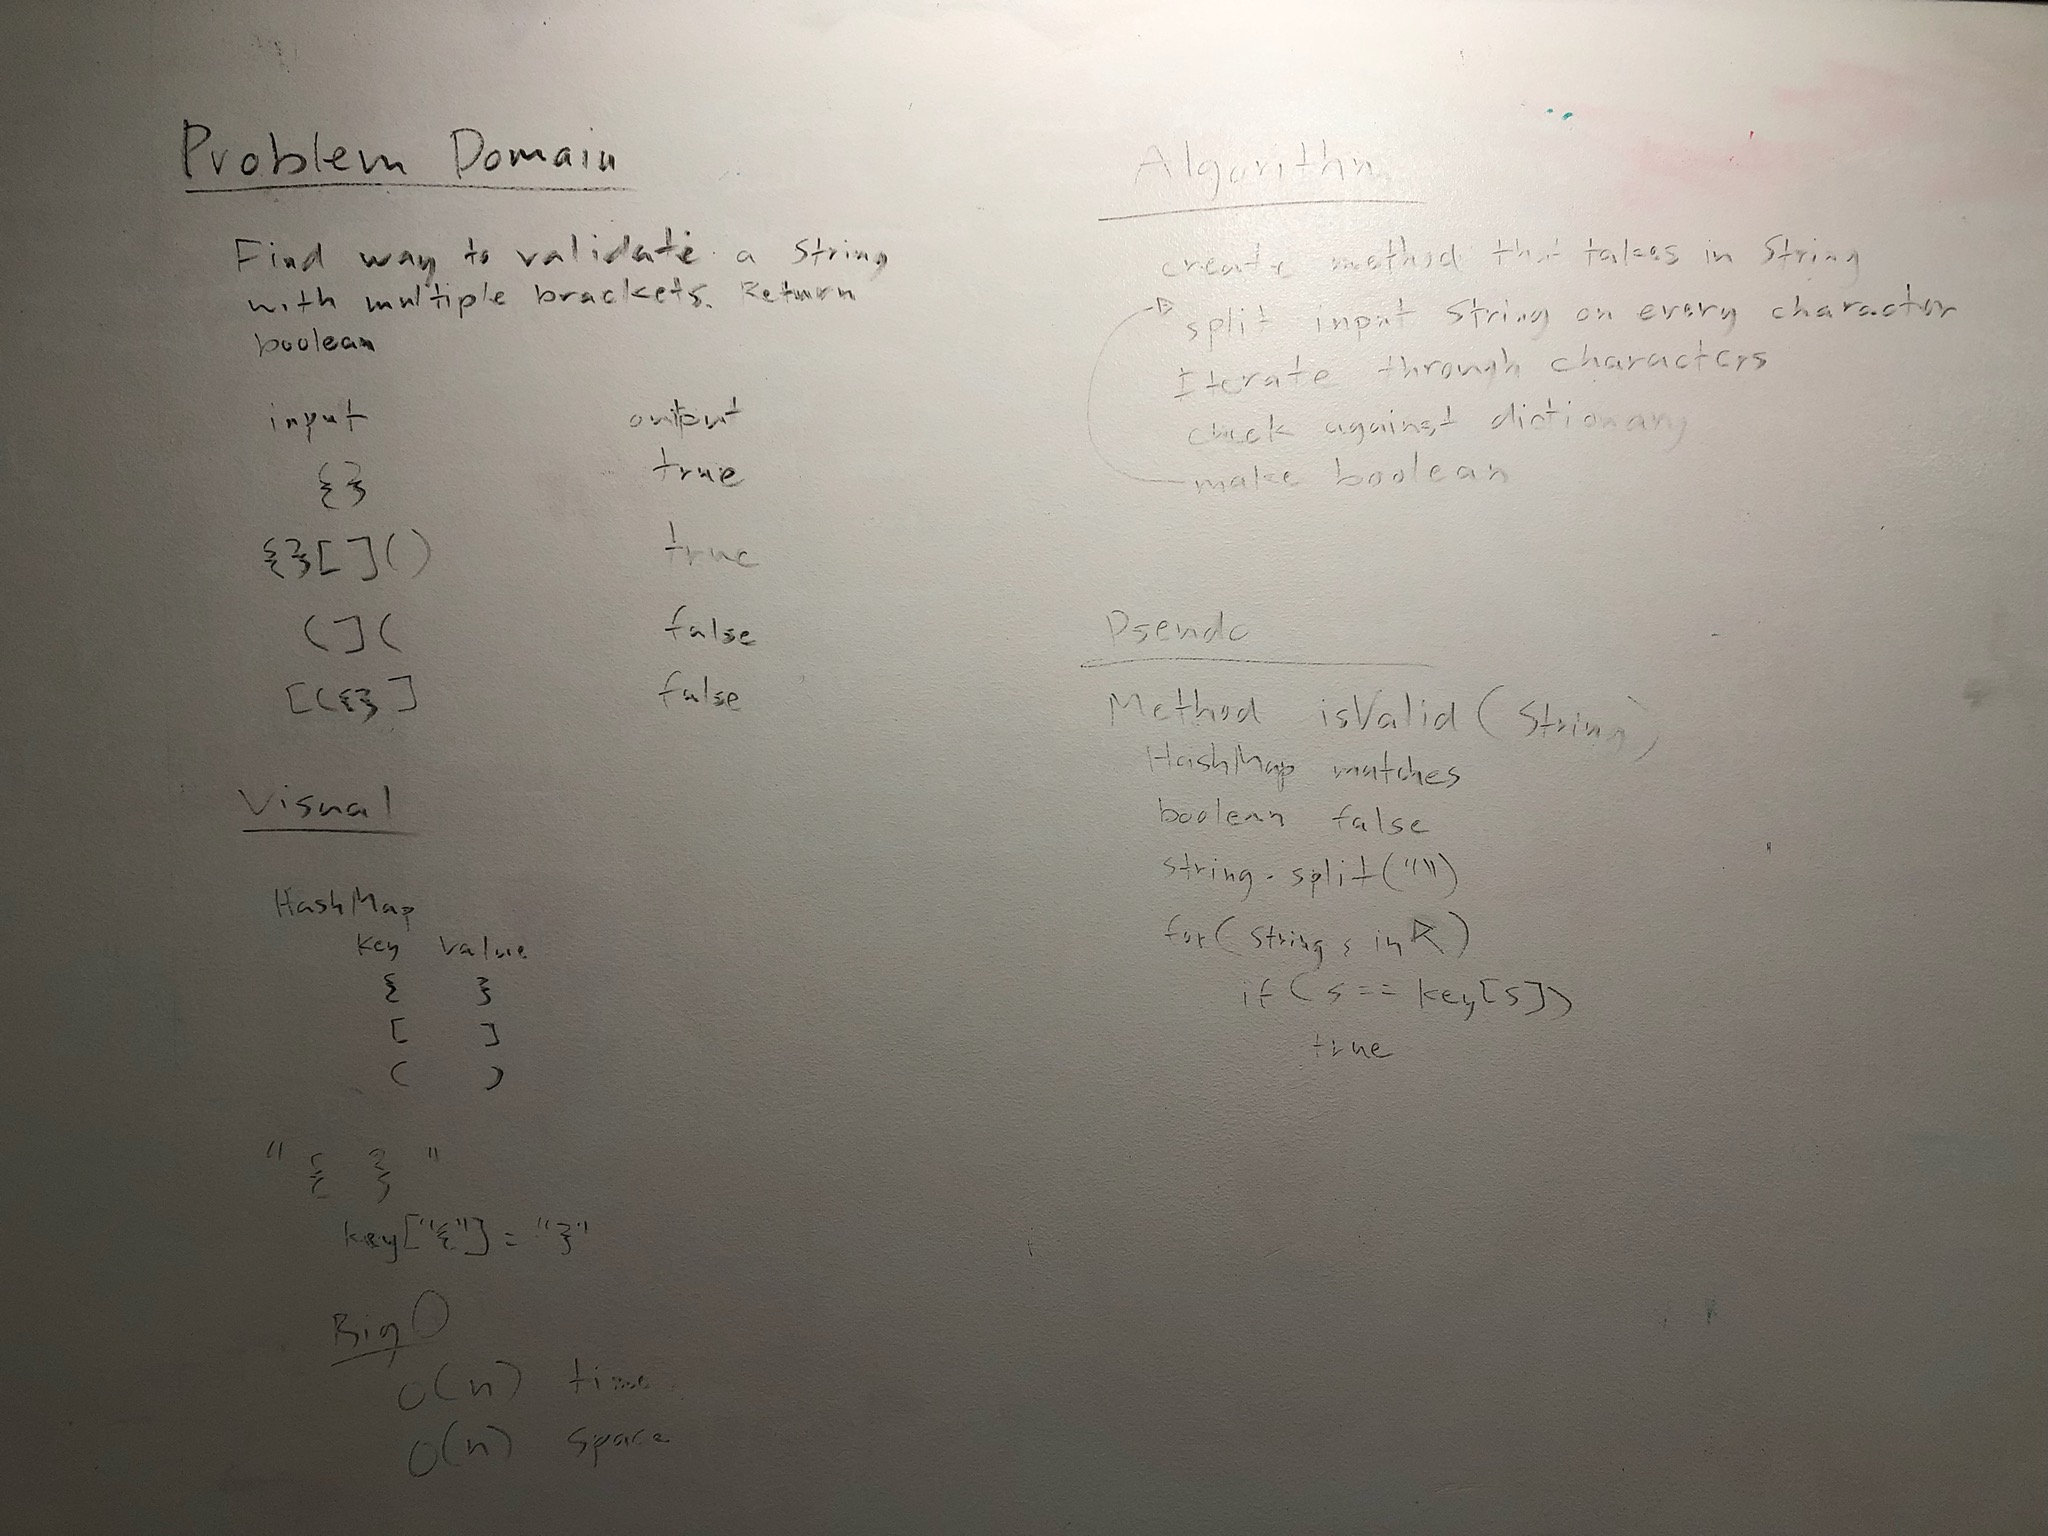 Problem Domain
Find way to validate a String
with multiple brackets. Return
boolean
input output
{} true
{}[]() true
(]( false
[({}] false
Visual
HashMap
key value
{ }
[ ]
( )
" { } "
key["{"] = "}"
Big O
O(n) time
O(n) space
Algorithm
create method that takes in String
split input String on every character
Iterate through characters
check against dictionary
make boolean
Pseudo
Method isValid (String)
HashMap matches
boolean false
string.split("")
for( String s in R)
if (s == key[s])
true